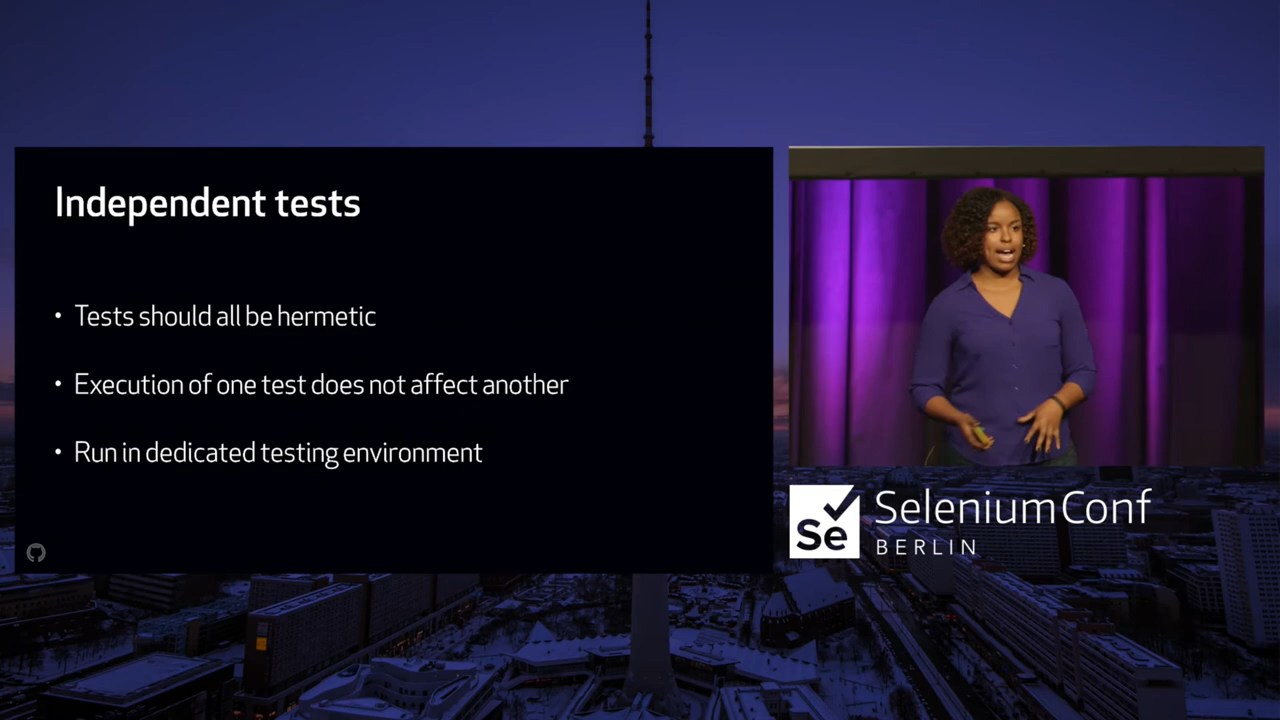 Independent tests
• Tests should all be hermetic
• Execution of one test does not affect another
• Run in dedicated testing environment
Se
SeleniumConf
BERLIN